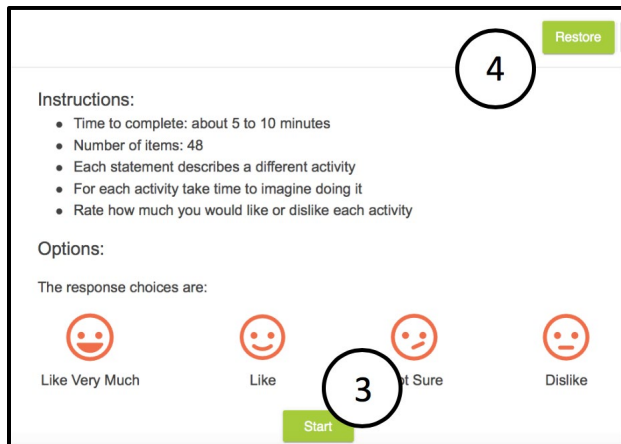 Restore
4
Instructions:
• Time to complete: about 5 to 10 minutes
• Number of items: 48
• Each statement describes a different activity
• For each activity take time to imagine doing it
• Rate how much you would like or dislike each activity
Options:
The response choices are:
Like Very Much
Like
ot Sure
Dislike
3
Start